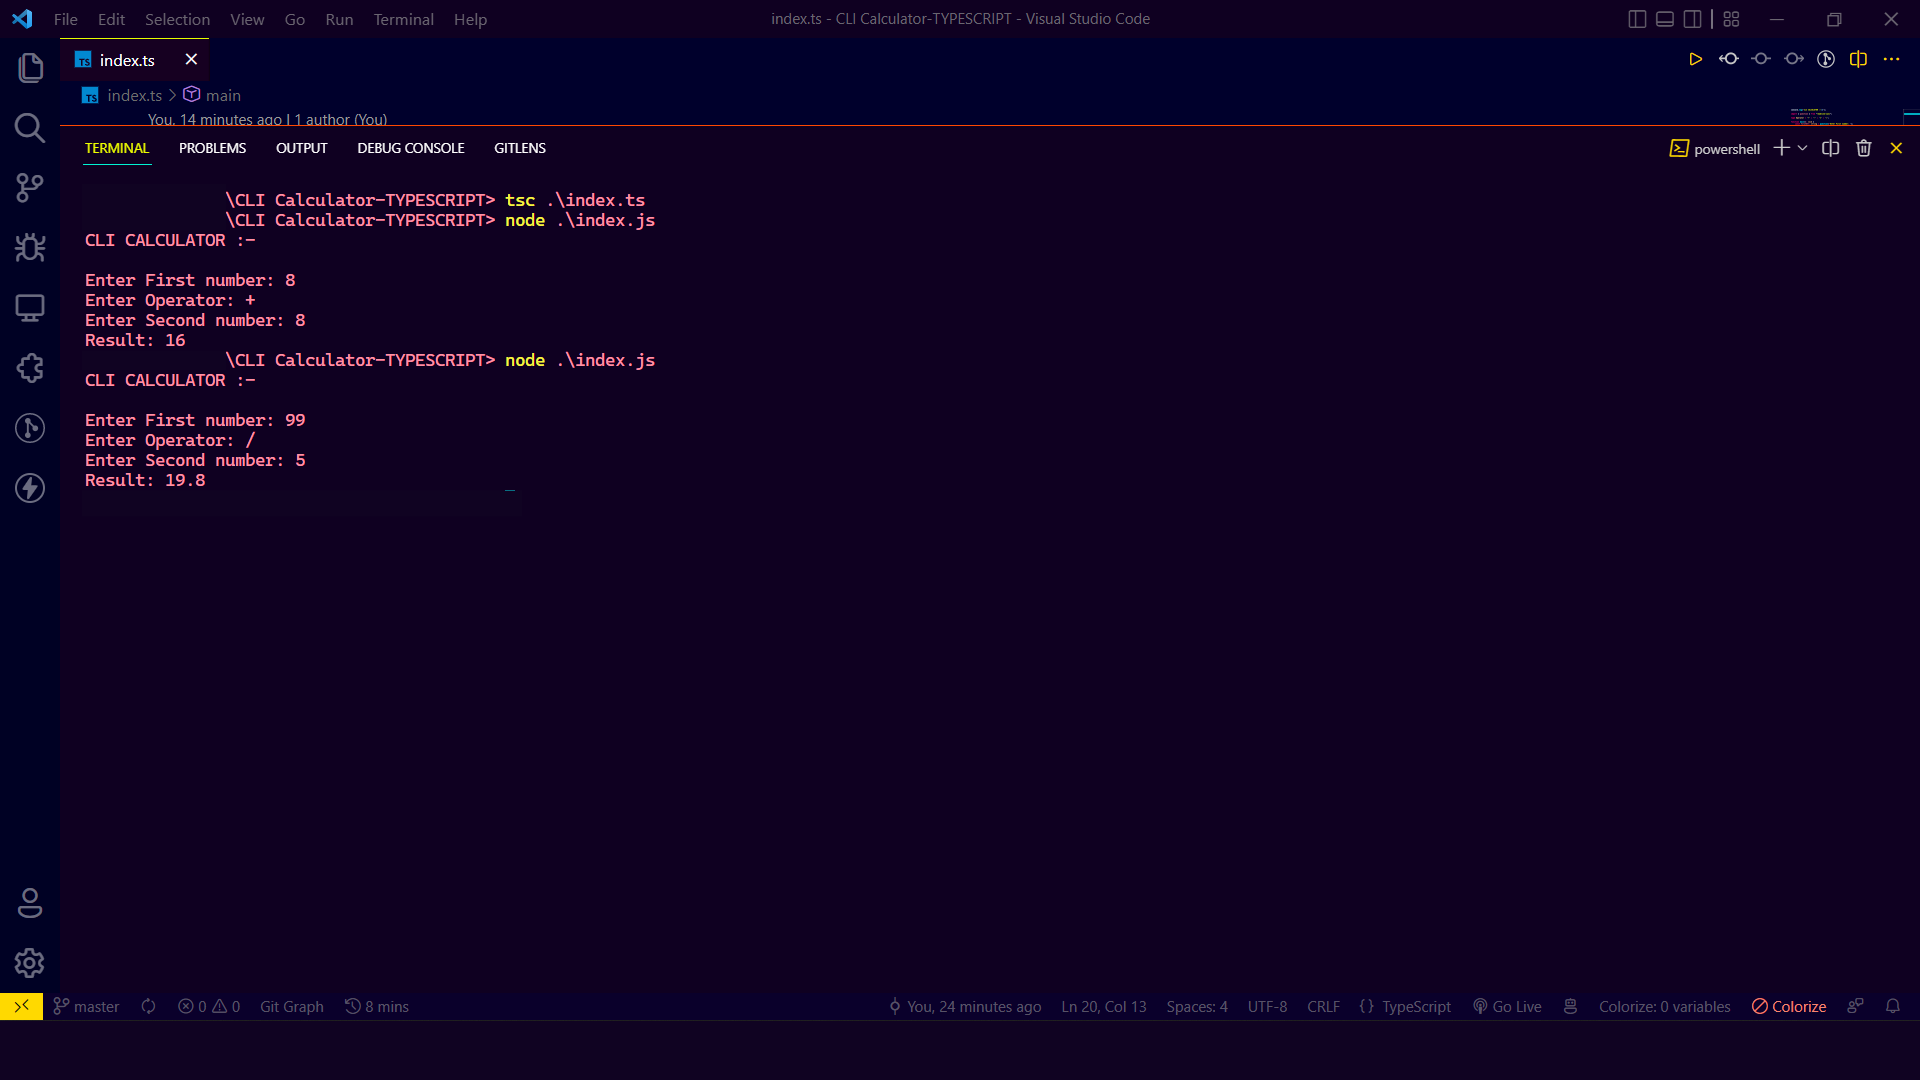 File Edit Selection View Go Run Terminal Help
index.ts - CLI Calculator-TYPESCRIPT - Visual Studio Code
TS index.ts
TS index.ts > main
You, 14 minutes ago | 1 author (You)
TERMINAL PROBLEMS OUTPUT DEBUG CONSOLE GITLENS
powershell
\CLI Calculator-TYPESCRIPT> tsc .\index.ts
\CLI Calculator-TYPESCRIPT> node .\index.js
CLI CALCULATOR :-
Enter First number: 8
Enter Operator: +
Enter Second number: 8
Result: 16
\CLI Calculator-TYPESCRIPT> node .\index.js
CLI CALCULATOR :-
Enter First number: 99
Enter Operator: /
Enter Second number: 5
Result: 19.8
master 0 0 Git Graph 8 mins You, 24 minutes ago Ln 20, Col 13 Spaces: 4 UTF-8 CRLF {} TypeScript Go Live Colorize: 0 variables Colorize